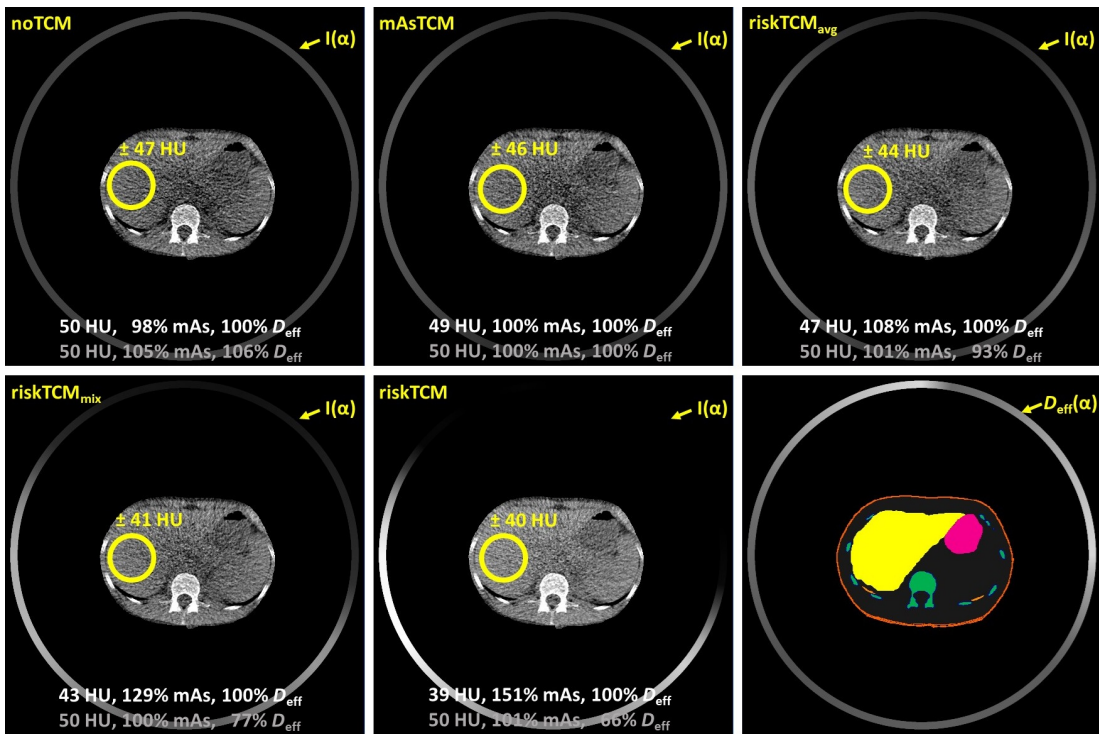 noTCM
I(α)
± 47 HU
50 HU, 98% mAs, 100% Deff
50 HU, 105% mAs, 106% Deff
mAsTCM
I(α)
± 46 HU
49 HU, 100% mAs, 100% Deff
50 HU, 100% mAs, 100% Deff
riskTCMavg
I(α)
± 44 HU
47 HU, 108% mAs, 100% Deff
50 HU, 101% mAs, 93% Deff
riskTCMmix
I(α)
± 41 HU
43 HU, 129% mAs, 100% Deff
50 HU, 100% mAs, 77% Deff
riskTCM
I(α)
± 40 HU
39 HU, 151% mAs, 100% Deff
50 HU, 101% mAs, 66% Deff
Deff(α)